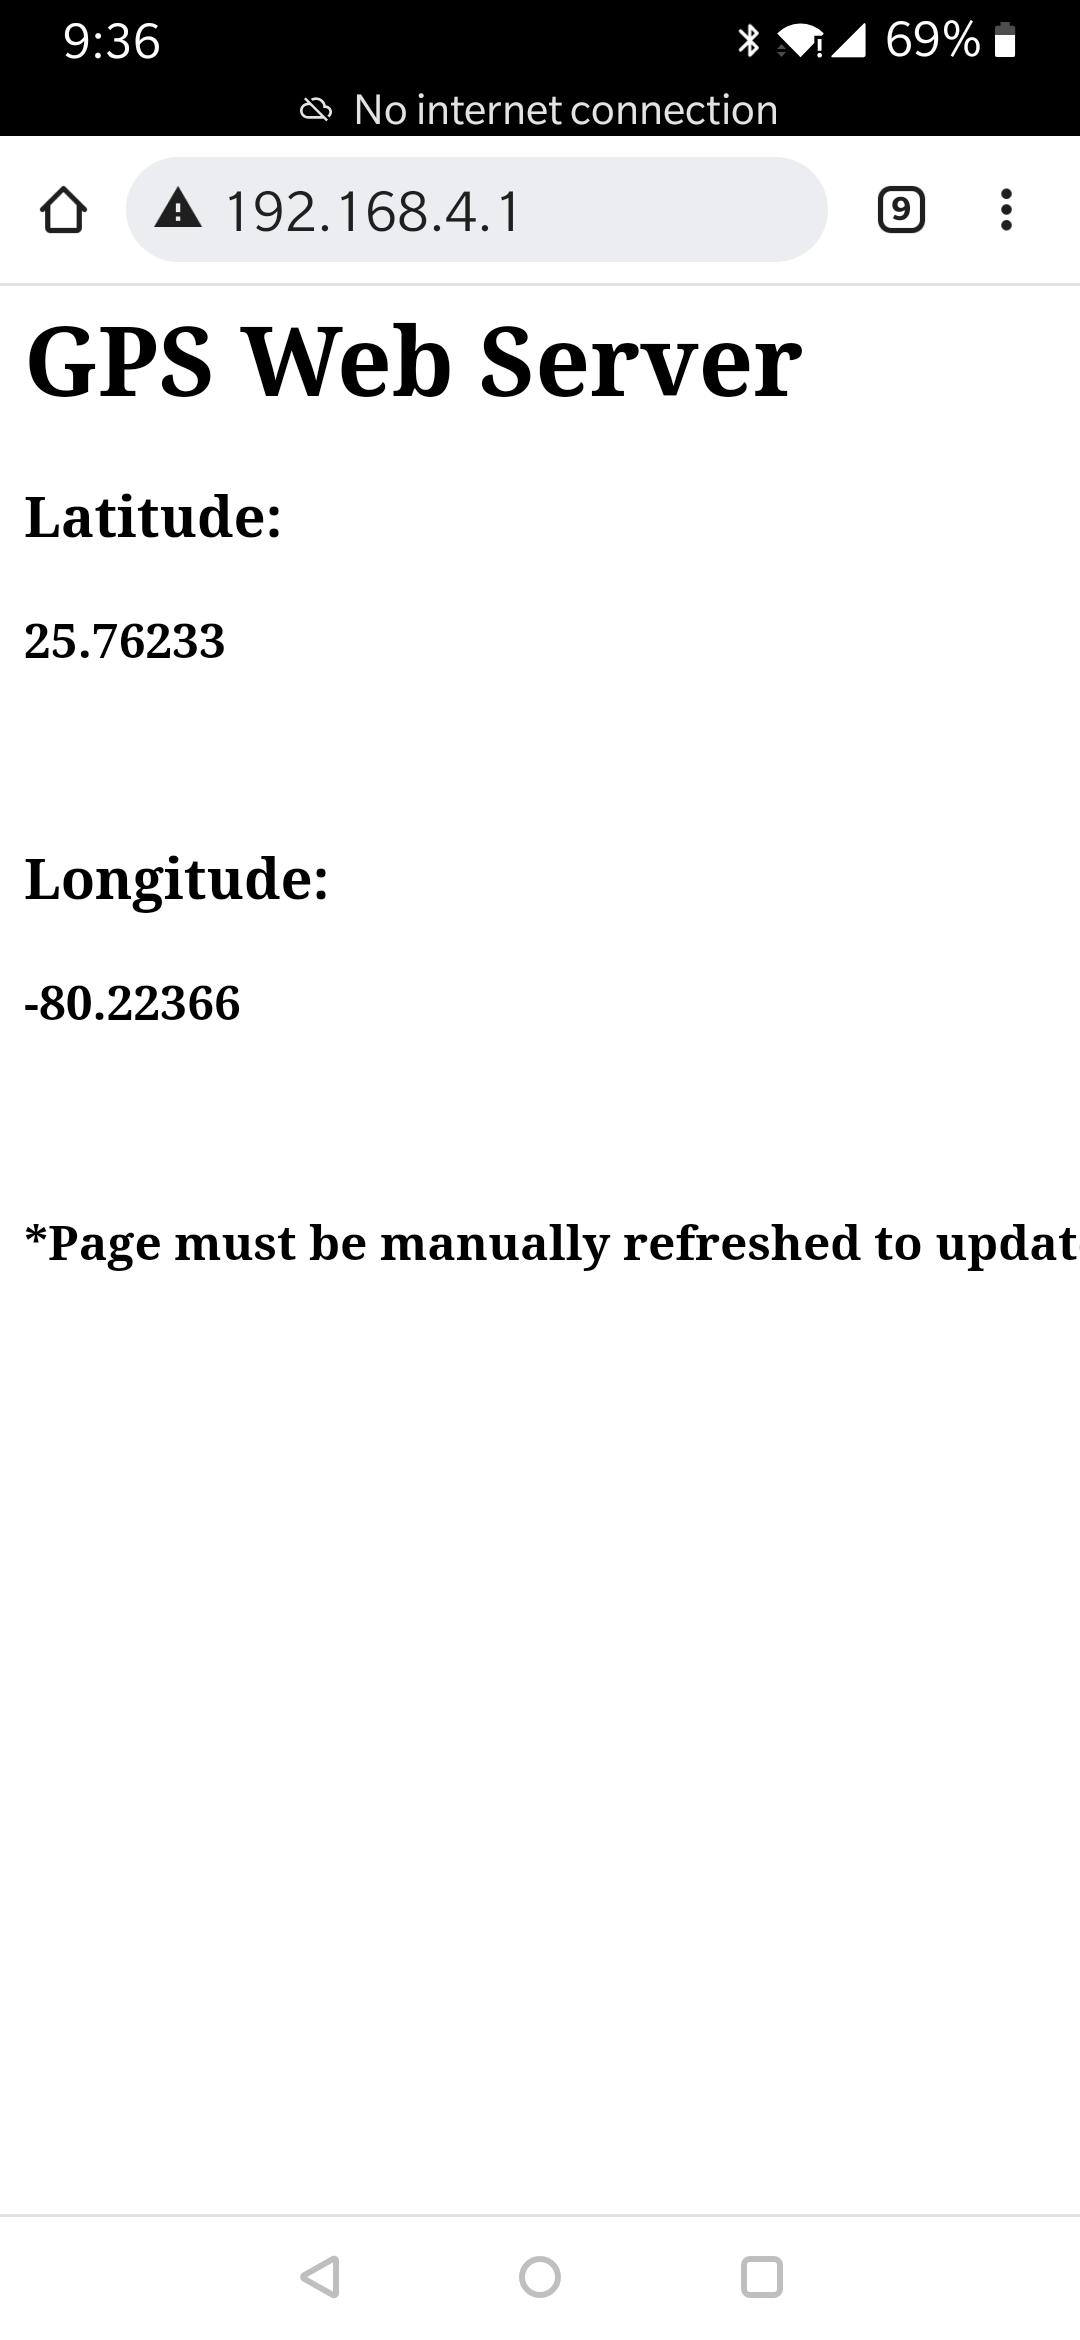 9:36 69%
No internet connection
192.168.4.1 9
GPS Web Server
Latitude:
25.76233
Longitude:
-80.22366
*Page must be manually refreshed to updat